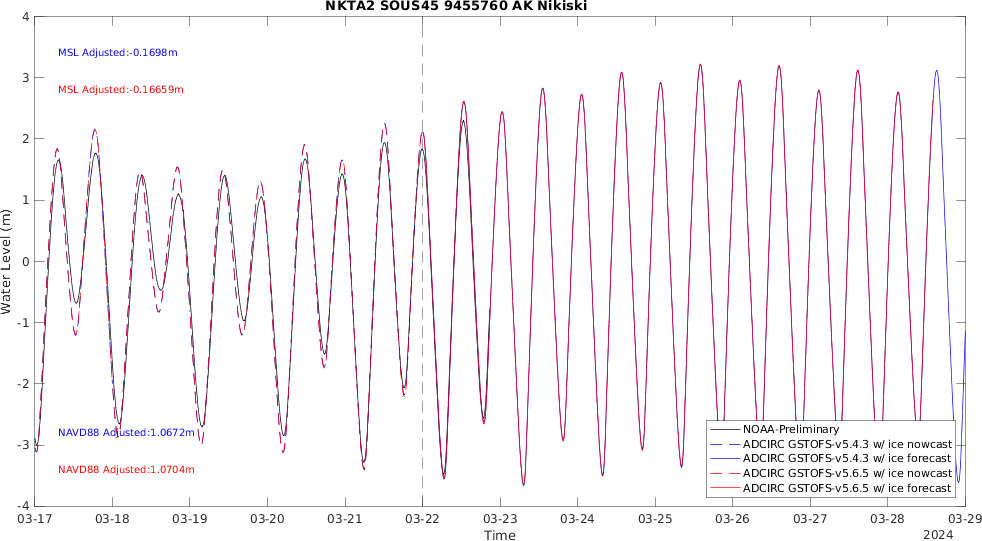 NKTA2 SOUS45 9455760 AK Nikiski
4
3
2
1
0
-1
-2
-3
-4
Water Level (m)
MSL Adjusted:-0.1698m
MSL Adjusted:-0.16659m
NAVD88 Adjusted:1.0672m
NAVD88 Adjusted:1.0704m
NOAA-Preliminary
ADCIRC GSTOFS-v5.4.3 w/ ice nowcast
ADCIRC GSTOFS-v5.4.3 w/ ice forecast
ADCIRC GSTOFS-v5.6.5 w/ ice nowcast
ADCIRC GSTOFS-v5.6.5 w/ ice forecast
03-17 03-18 03-19 03-20 03-21 03-22 03-23 03-24 03-25 03-26 03-27 03-28 03-29
Time
2024